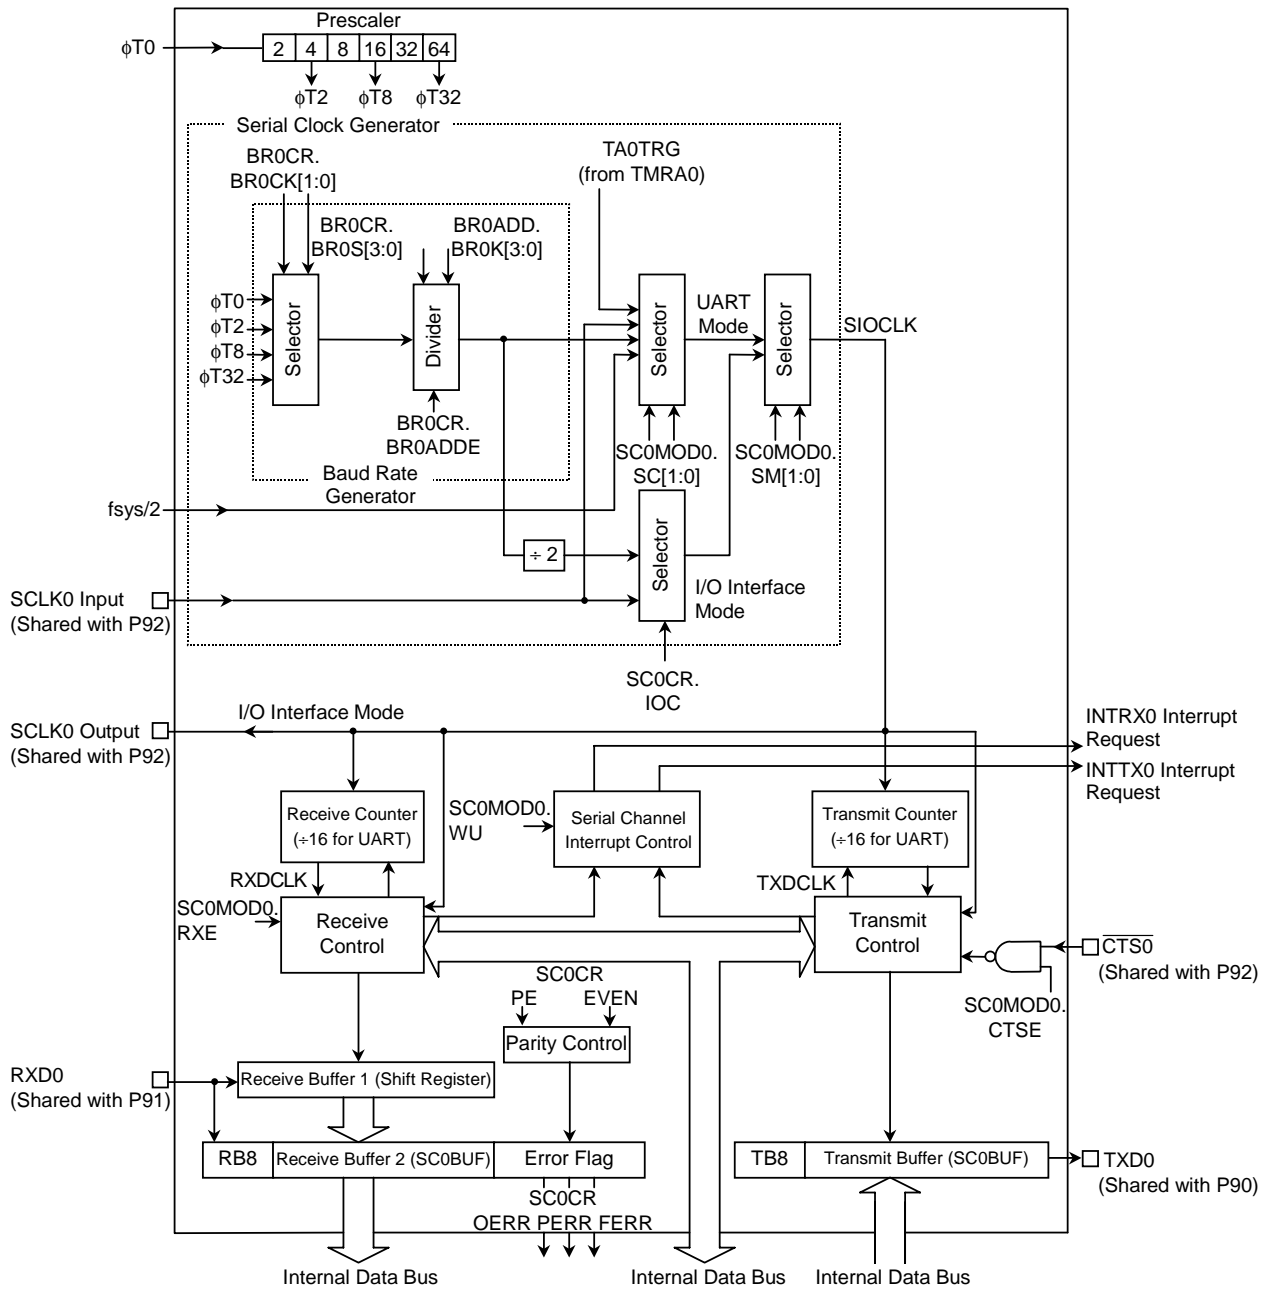 Prescaler
ϕT0
2 4 8 16 32 64
ϕT2 ϕT8 ϕT32
Serial Clock Generator
BR0CR.
BR0CK[1:0]
TA0TRG
(from TMRA0)
BR0CR.
BR0S[3:0]
BR0ADD.
BR0K[3:0]
ϕT0
ϕT2
ϕT8
ϕT32
Selector
Divider
BR0CR.
BR0ADDE
Baud Rate
Generator
Selector
UART
Mode
Selector
SIOCLK
SC0MOD0.
SC[1:0]
SC0MOD0.
SM[1:0]
fsys/2
÷ 2
Selector
I/O Interface
Mode
SCLK0 Input
(Shared with P92)
SC0CR.
IOC
SCLK0 Output
(Shared with P92)
I/O Interface Mode
INTRX0 Interrupt
Request
INTTX0 Interrupt
Request
Receive Counter
(÷16 for UART)
SC0MOD0.
WU
Serial Channel
Interrupt Control
Transmit Counter
(÷16 for UART)
RXDCLK
TXDCLK
SC0MOD0.
RXE
Receive
Control
Transmit
Control
CTS0
(Shared with P92)
SC0MOD0.
CTSE
SC0CR
PE EVEN
Parity Control
RXD0
(Shared with P91)
Receive Buffer 1 (Shift Register)
RB8 Receive Buffer 2 (SC0BUF) Error Flag
TB8 Transmit Buffer (SC0BUF)
TXD0
(Shared with P90)
SC0CR
OERR PERR FERR
Internal Data Bus
Internal Data Bus
Internal Data Bus